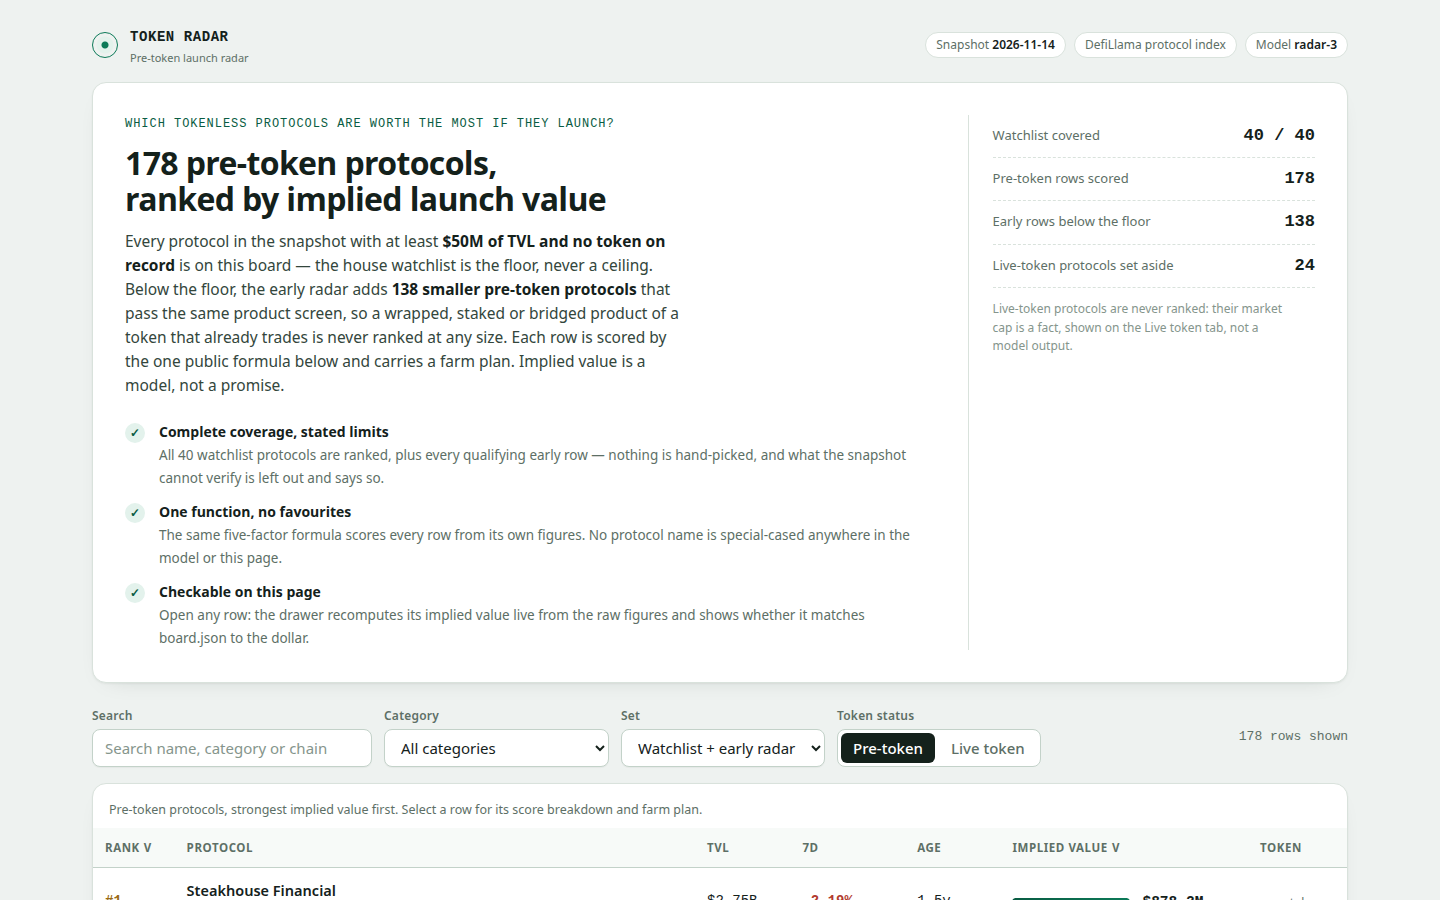 TOKEN RADAR
Pre-token launch radar
Snapshot 2026-11-14
DefiLlama protocol index
Model radar-3
WHICH TOKENLESS PROTOCOLS ARE WORTH THE MOST IF THEY LAUNCH?
178 pre-token protocols,
ranked by implied launch value
Every protocol in the snapshot with at least $50M of TVL and no token on
record is on this board — the house watchlist is the floor, never a ceiling.
Below the floor, the early radar adds 138 smaller pre-token protocols that
pass the same product screen, so a wrapped, staked or bridged product of a
token that already trades is never ranked at any size. Each row is scored by
the one public formula below and carries a farm plan. Implied value is a
model, not a promise.
✓ Complete coverage, stated limits
All 40 watchlist protocols are ranked, plus every qualifying early row — nothing is hand-picked, and what the snapshot
cannot verify is left out and says so.
✓ One function, no favourites
The same five-factor formula scores every row from its own figures. No protocol name is special-cased anywhere in the
model or this page.
✓ Checkable on this page
Open any row: the drawer recomputes its implied value live from the raw figures and shows whether it matches
board.json to the dollar.
Watchlist covered 40 / 40
Pre-token rows scored 178
Early rows below the floor 138
Live-token protocols set aside 24
Live-token protocols are never ranked: their market
cap is a fact, shown on the Live token tab, not a
model output.
Search
Search name, category or chain
Category
All categories
Set
Watchlist + early radar
Token status
Pre-token Live token
178 rows shown
Pre-token protocols, strongest implied value first. Select a row for its score breakdown and farm plan.
RANK V PROTOCOL TVL 7D AGE IMPLIED VALUE V TOKEN
Steakhouse Financial